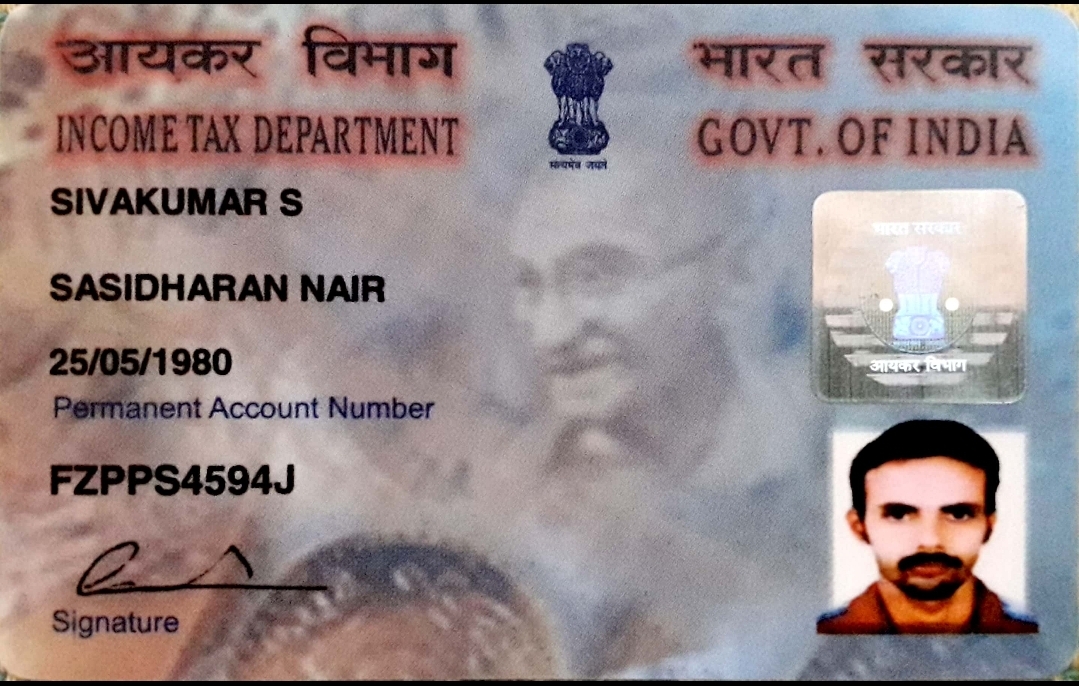 आयकर विभाग
भारत सरकार
INCOME TAX DEPARTMENT
GOVT. OF INDIA
सत्यमेव जयते
SIVAKUMAR S
भारत सरकार
SASIDHARAN NAIR
25/05/1980
आयकर विभाग
Permanent Account Number
FZPPS4594J
Signature